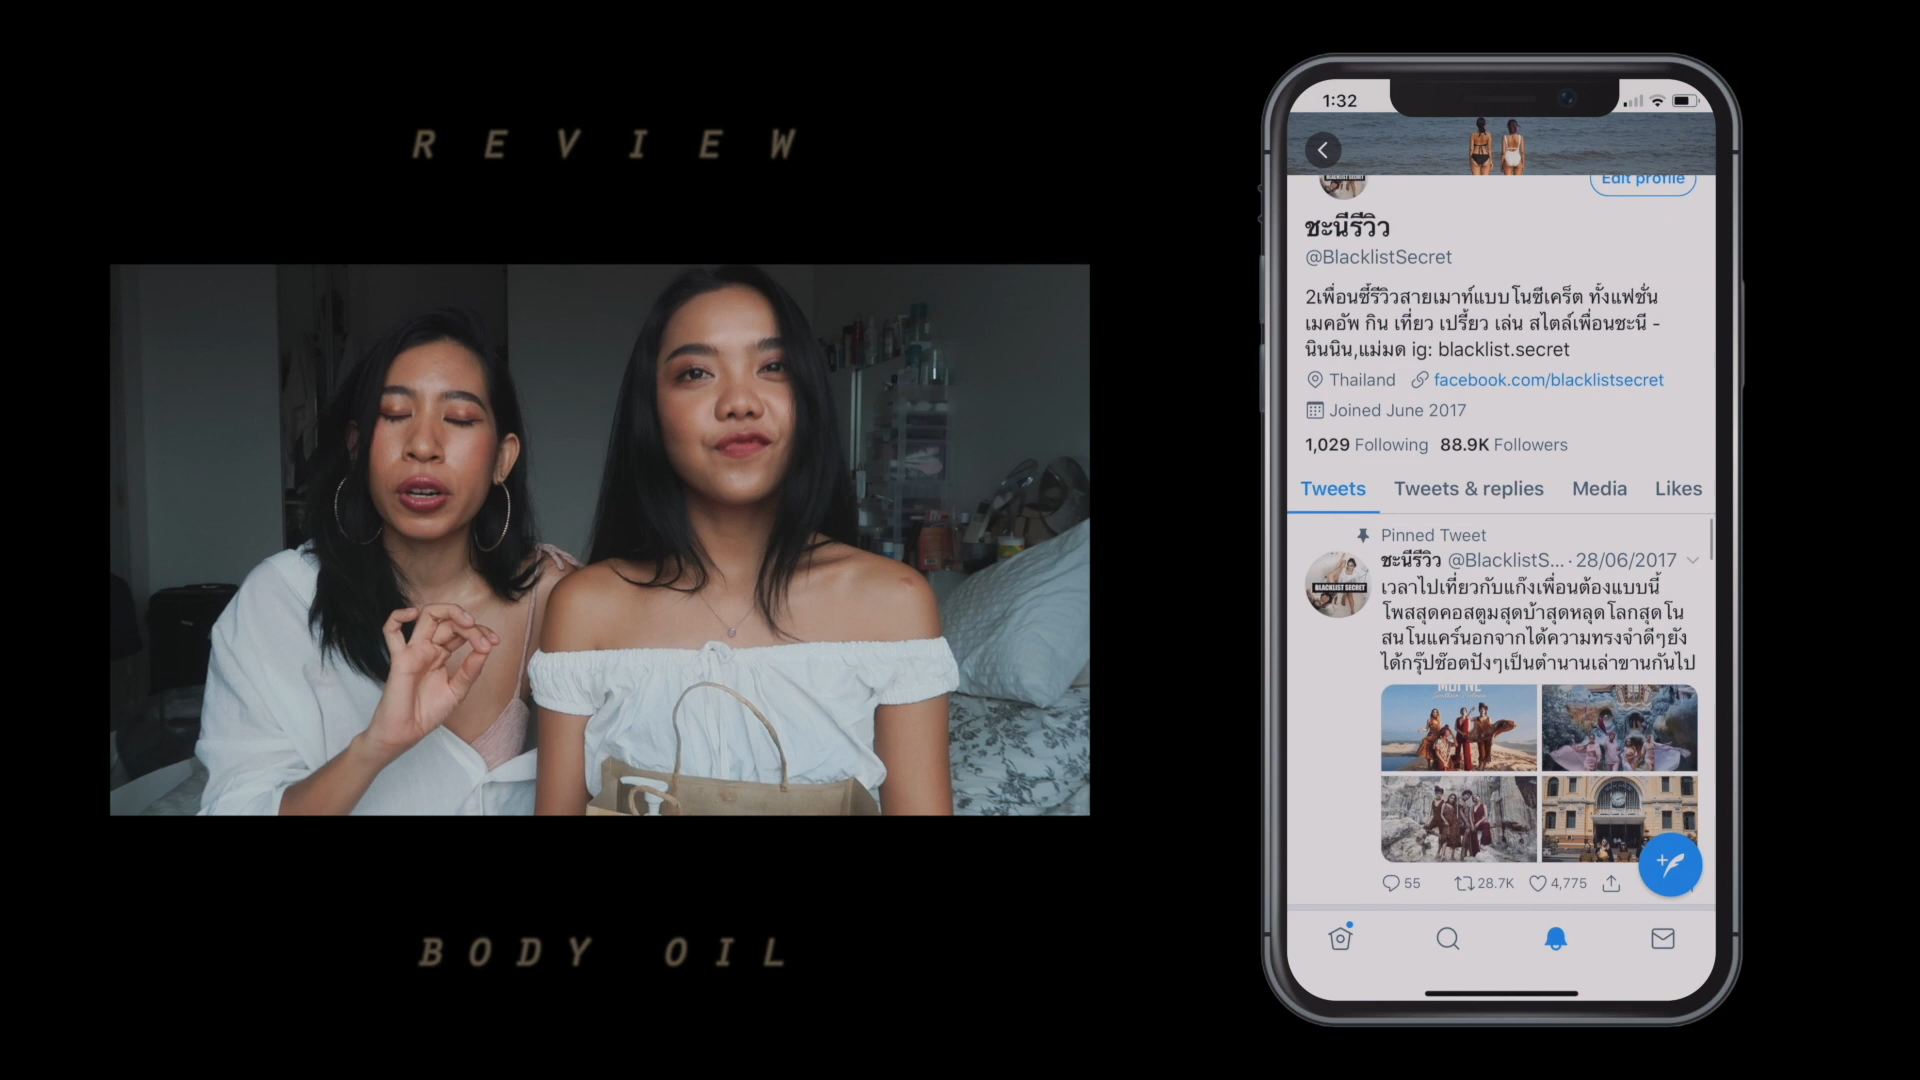 REVIEW
BODY OIL
1:32
Edit profile
ชะนีรีวิว
@BlacklistSecret
2เพื่อนซี้รีวิวสายเมาท์แบบโนซีเคร็ต ทั้งแฟชั่น
เมคอัพ กิน เที่ยว เปรี้ยว เล่น สไตล์เพื่อนชะนี -
นินนิน,แม่มด ig: blacklist.secret
Thailand facebook.com/blacklistsecret
Joined June 2017
1,029 Following 88.9K Followers
Tweets Tweets & replies Media Likes
Pinned Tweet
ชะนีรีวิว @BlacklistS... · 28/06/2017
BLACKLIST SECRET
เวลาไปเที่ยวกับแก๊งเพื่อนต้องแบบนี้
โพสสุดคอสตูมสุดบ้าสุดหลุดโลกสุดโน
สนโนแคร์นอกจากได้ความทรงจำดีๆยัง
ได้กรุ๊ปช๊อตปังๆเป็นตำนานเล่าขานกันไป
55 28.7K 4,775